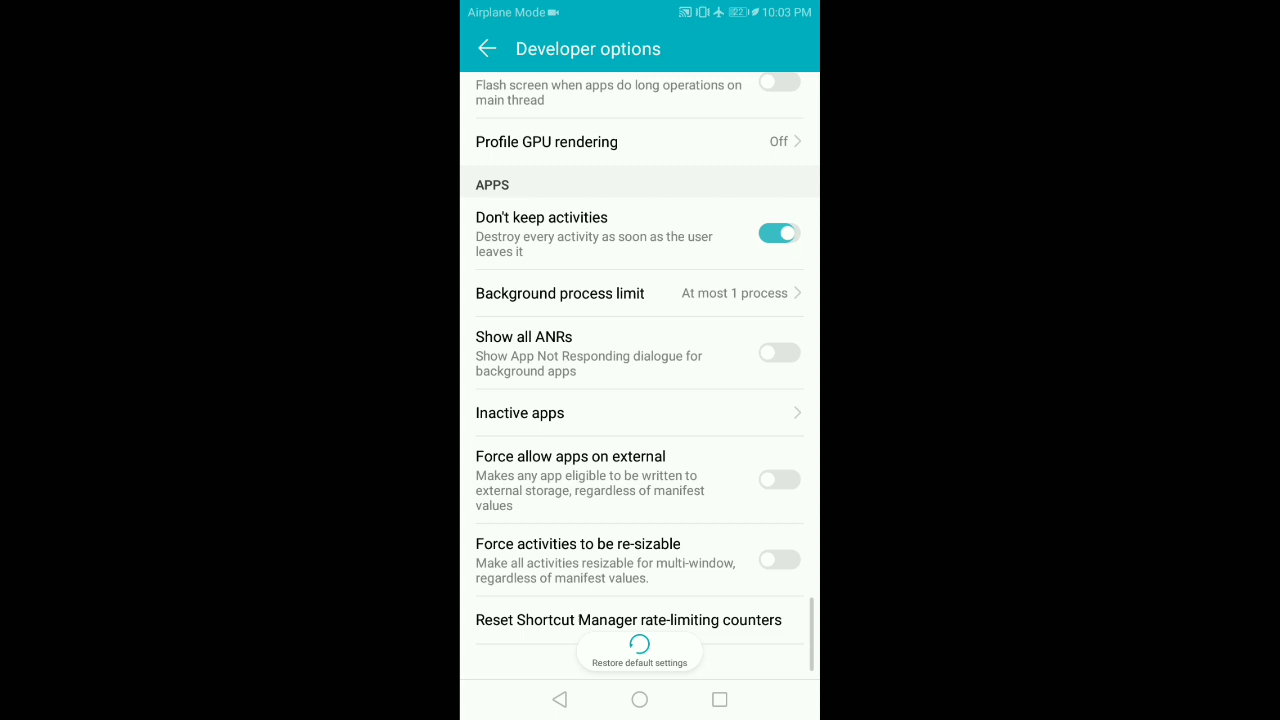 Airplane Mode 22 10:03 PM
Developer options
Flash screen when apps do long operations on
main thread
Profile GPU rendering Off
APPS
Don't keep activities
Destroy every activity as soon as the user
leaves it
Background process limit At most 1 process
Show all ANRs
Show App Not Responding dialogue for
background apps
Inactive apps
Force allow apps on external
Makes any app eligible to be written to
external storage, regardless of manifest
values
Force activities to be re-sizable
Make all activities resizable for multi-window,
regardless of manifest values.
Reset Shortcut Manager rate-limiting counters
Restore default settings